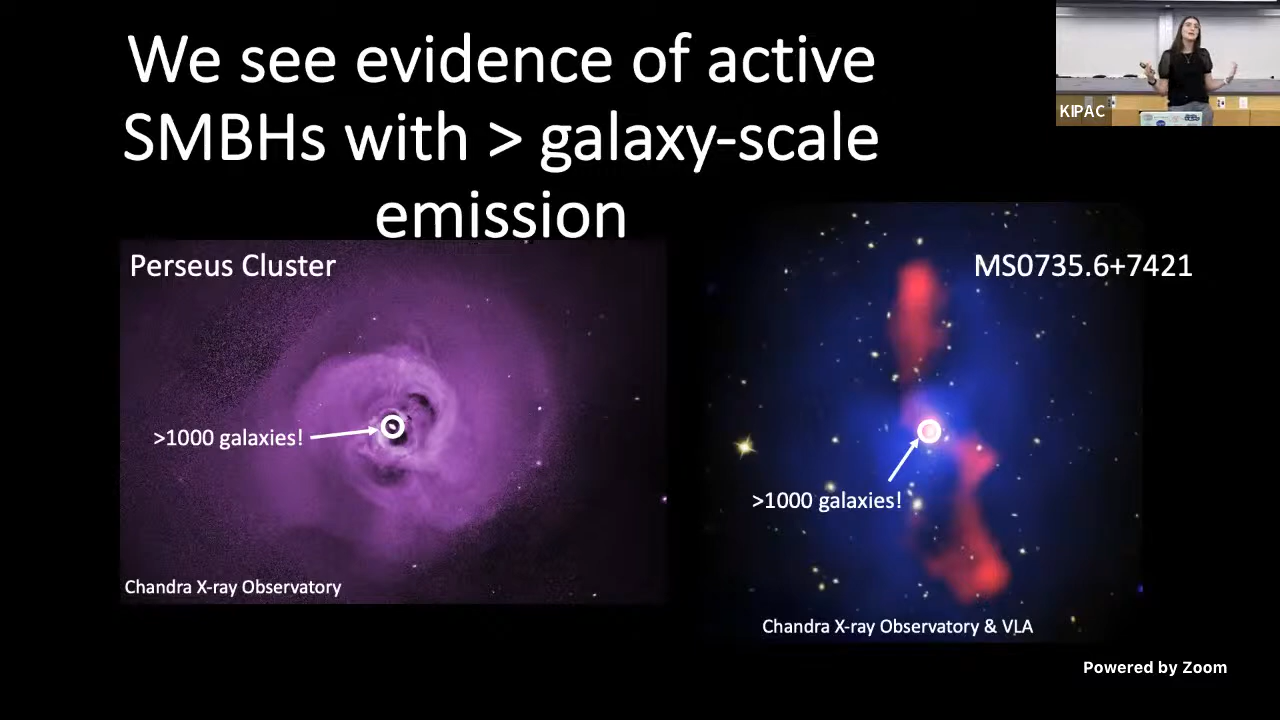 We see evidence of active
SMBHs with > galaxy-scale
emission
KIPAC
Perseus Cluster
>1000 galaxies!
Chandra X-ray Observatory
MS0735.6+7421
>1000 galaxies!
Chandra X-ray Observatory & VLA
Powered by Zoom